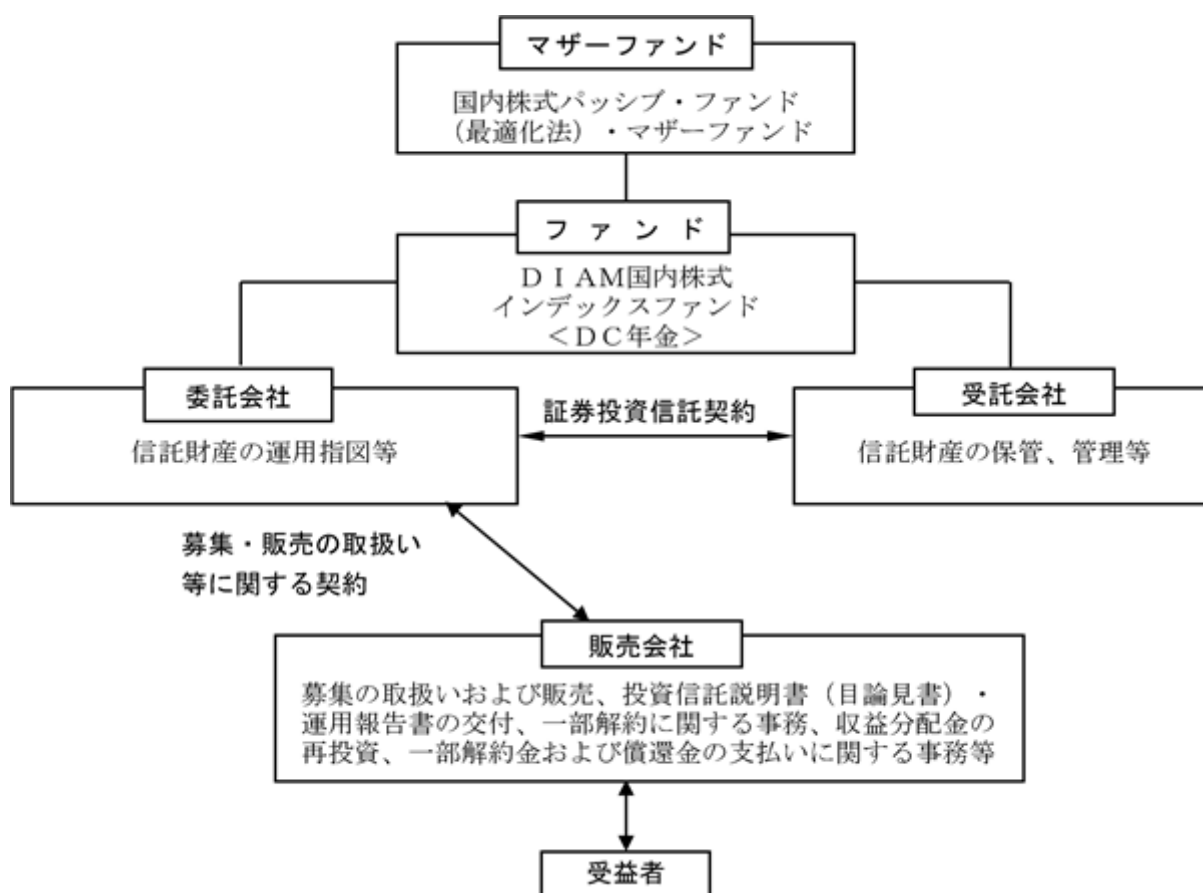 マザーファンド
国内株式パッシブ・ファンド
（最適化法）・マザーファンド
ファンド
ＤＩＡＭ国内株式
インデックスファンド
＜ＤＣ年金＞
委託会社
信託財産の運用指図等
証券投資信託契約
受託会社
信託財産の保管、管理等
募集・販売の取扱い
等に関する契約
販売会社
募集の取扱いおよび販売、投資信託説明書（目論見書）・
運用報告書の交付、一部解約に関する事務、収益分配金の
再投資、一部解約金および償還金の支払いに関する事務等
受益者